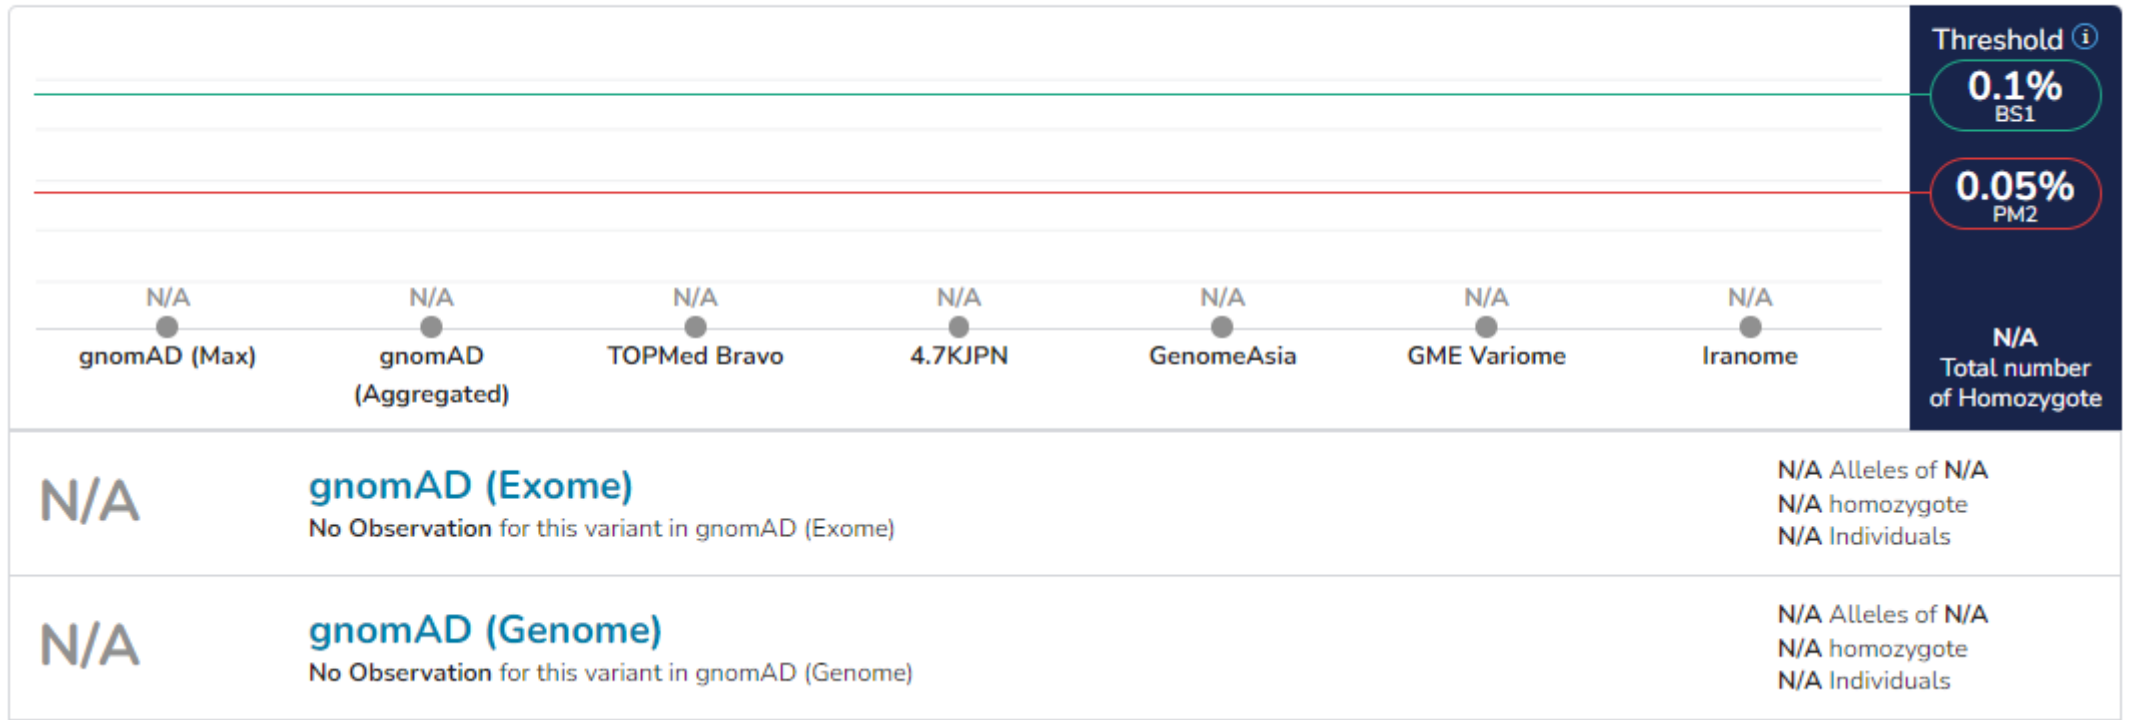 Threshold i
0.1%
BS1
0.05%
PM2
N/A N/A N/A N/A N/A N/A N/A
gnomAD (Max) gnomAD TOPMed Bravo 4.7KJPN GenomeAsia GME Variome Iranome
(Aggregated)
N/A
Total number
of Homozygote
N/A
gnomAD (Exome)
No Observation for this variant in gnomAD (Exome)
N/A Alleles of N/A
N/A homozygote
N/A Individuals
N/A
gnomAD (Genome)
No Observation for this variant in gnomAD (Genome)
N/A Alleles of N/A
N/A homozygote
N/A Individuals